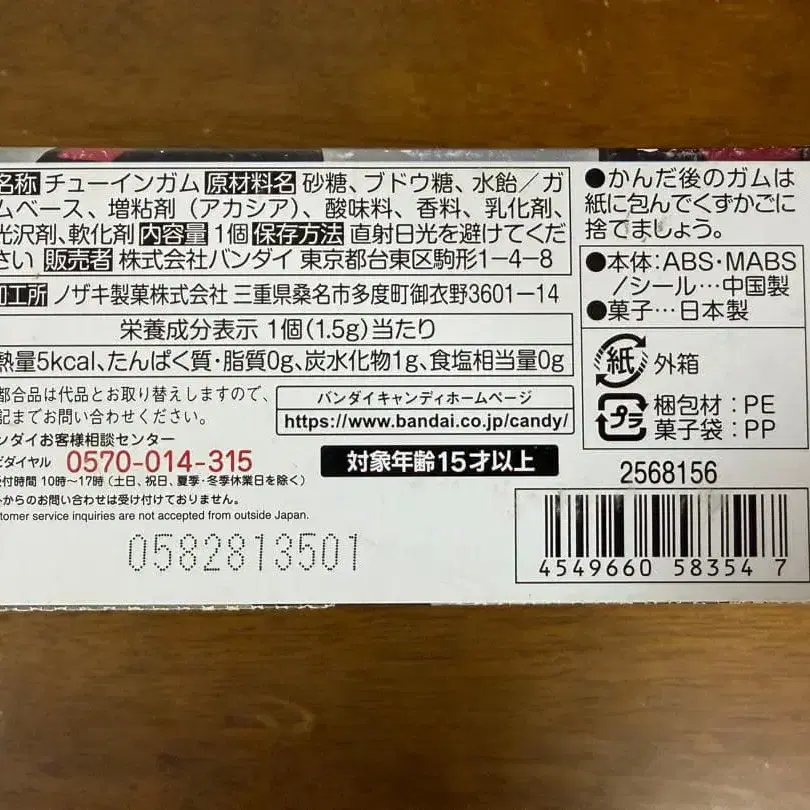 名称 チューインガム 原材料名 砂糖、ブドウ糖、水飴/ガ
ムベース、増粘剤(アカシア)、酸味料、香料、乳化剤、
光沢剤、軟化剤 内容量 1個 保存方法 直射日光を避けてくだ
さい 販売者 株式会社バンダイ 東京都台東区駒形1-4-8
加工所 ノザキ製菓株式会社 三重県桑名市多度町御衣野3601-14
栄養成分表示 1個(1.5g)当たり
熱量5kcal、たんぱく質・脂質0g、炭水化物1g、食塩相当量0g
都合品は代品とお取り替えしますので、
記までお問い合わせください。
ンダイお客様相談センター
ビダイヤル 0570-014-315
受付時間 10時~17時(土日、祝日、夏季・冬季休業日を除く)
からのお問い合わせは受け付けておりません。
tomer service inquiries are not accepted from outside Japan.
バンダイキャンディホームページ
https://www.bandai.co.jp/candy/
対象年齢15才以上
0582813501
●かんだ後のガムは
紙に包んでくずかごに
捨てましょう。
●本体:ABS・MABS
/シール…中国製
●菓子…日本製
紙 外箱
プラ 梱包材:PE
菓子袋:PP
2568156
4549660 58354 7